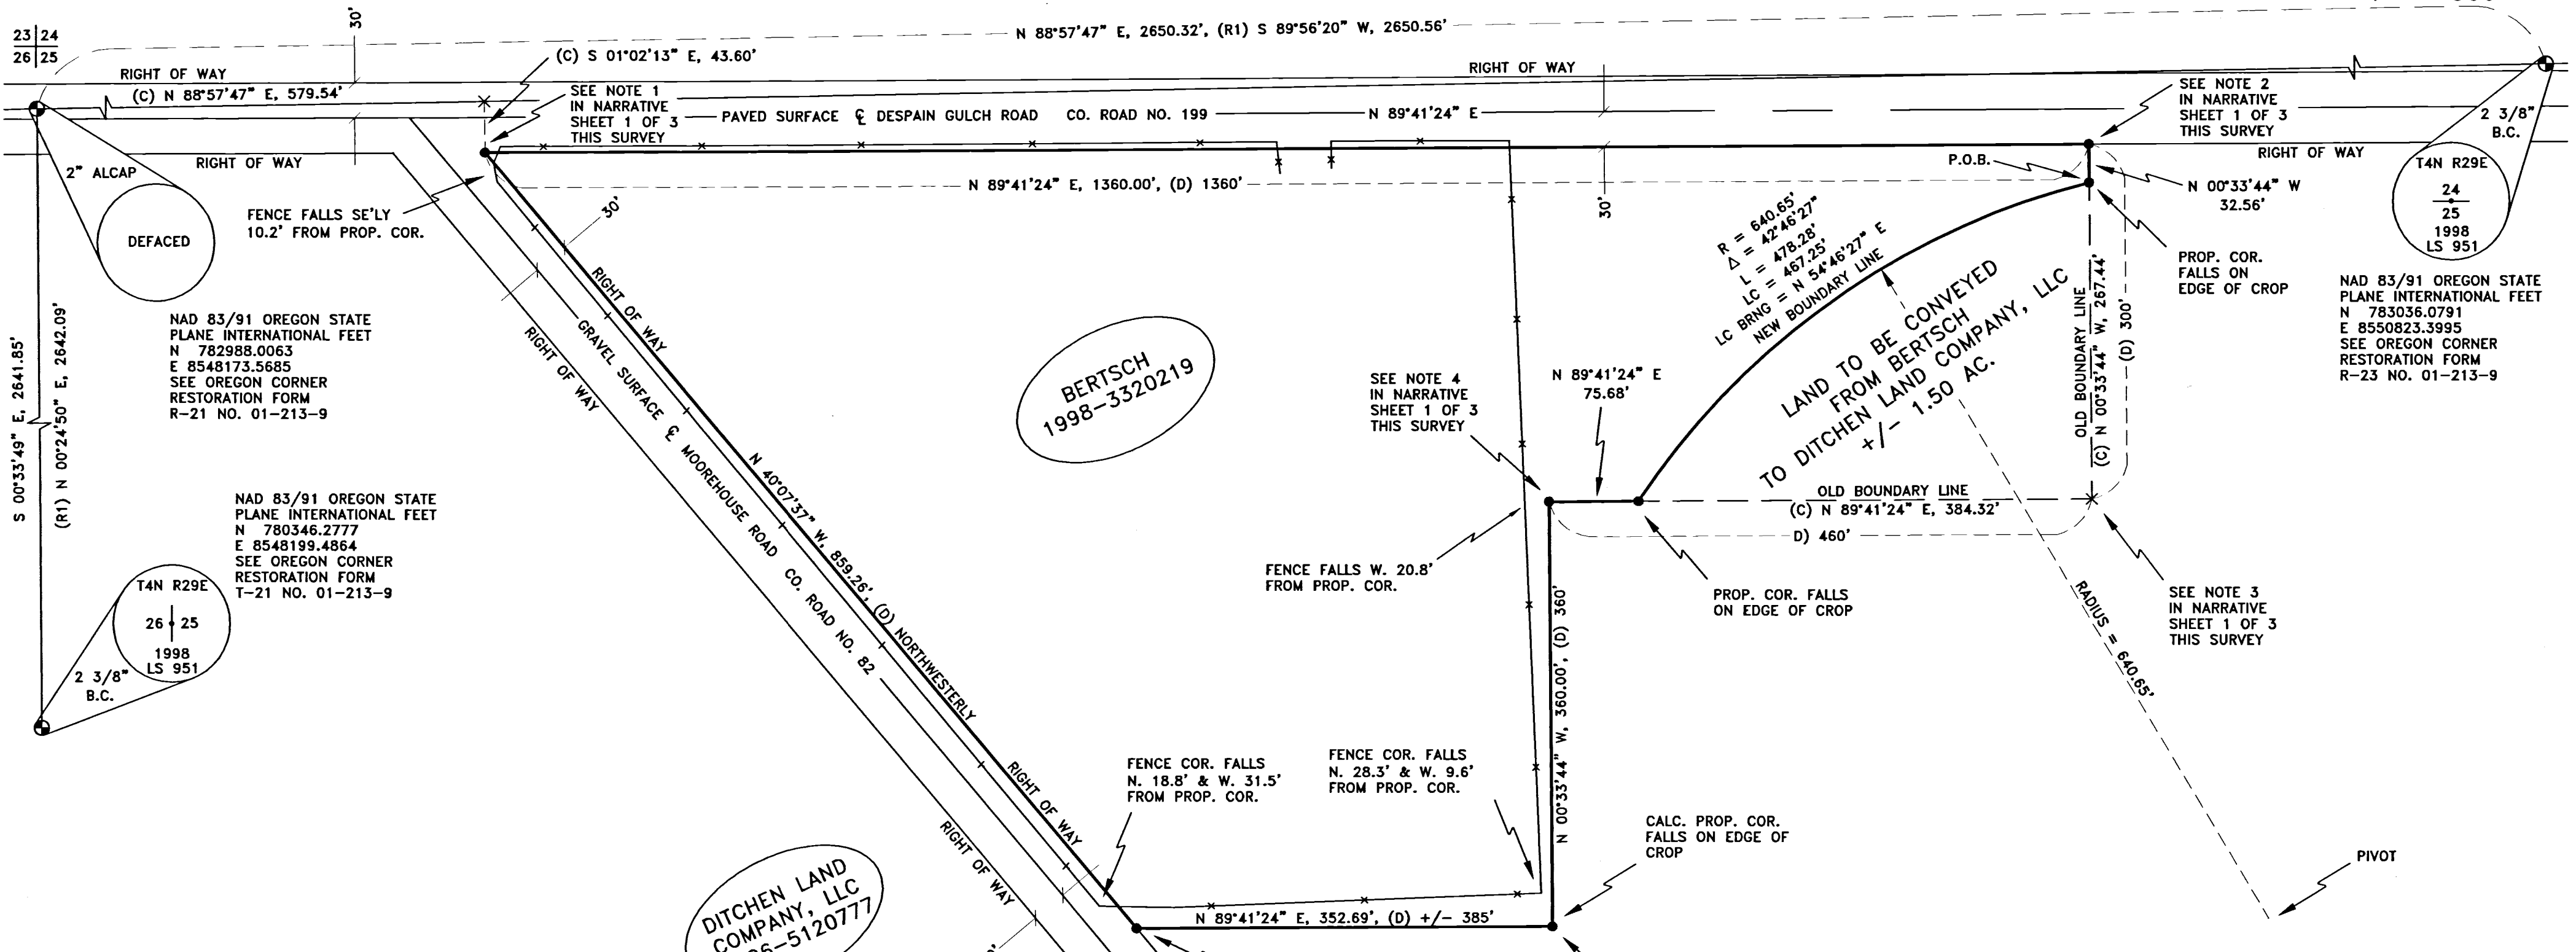 23 24
26 25
30'
N 88°57'47" E, 2650.32', (R1) S 89°56'20" W, 2650.56'
(C) S 01°02'13" E, 43.60'
RIGHT OF WAY
(C) N 88°57'47" E, 579.54'
SEE NOTE 1
IN NARRATIVE
SHEET 1 OF 3
THIS SURVEY
RIGHT OF WAY
PAVED SURFACE ℄ DESPAIN GULCH ROAD CO. ROAD NO. 199
N 89°41'24" E
SEE NOTE 2
IN NARRATIVE
SHEET 1 OF 3
THIS SURVEY
2 3/8"
B.C.
T4N R29E
24
25
1998
LS 951
RIGHT OF WAY
RIGHT OF WAY
2" ALCAP
DEFACED
FENCE FALLS SE'LY
10.2' FROM PROP. COR.
N 89°41'24" E, 1360.00', (D) 1360'
30'
30'
P.O.B.
N 00°33'44" W
32.56'
PROP. COR.
FALLS ON
EDGE OF CROP
NAD 83/91 OREGON STATE
PLANE INTERNATIONAL FEET
N 783036.0791
E 8550823.3995
SEE OREGON CORNER
RESTORATION FORM
R-23 NO. 01-213-9
R = 640.65'
Δ = 42°46'27"
L = 478.28'
LC = 467.25'
LC BRNG = N 54°46'27" E
NEW BOUNDARY LINE
LAND TO BE CONVEYED
FROM BERTSCH
TO DITCHEN LAND COMPANY, LLC
+/- 1.50 AC.
OLD BOUNDARY LINE
(C) N 00°33'44" W, 267.44'
(D) 300'
NAD 83/91 OREGON STATE
PLANE INTERNATIONAL FEET
N 782988.0063
E 8548173.5685
SEE OREGON CORNER
RESTORATION FORM
R-21 NO. 01-213-9
S 00°33'49" E, 2641.85'
(R1) N 00°24'50" E, 2642.09'
RIGHT OF WAY
GRAVEL SURFACE ℄ MOOREHOUSE ROAD CO. ROAD NO. 82
RIGHT OF WAY
N 40°07'37" W, 859.26', (D) NORTHWESTERLY
BERTSCH
1998-3320219
SEE NOTE 4
IN NARRATIVE
SHEET 1 OF 3
THIS SURVEY
N 89°41'24" E
75.68'
OLD BOUNDARY LINE
(C) N 89°41'24" E, 384.32'
D) 460'
NAD 83/91 OREGON STATE
PLANE INTERNATIONAL FEET
N 780346.2777
E 8548199.4864
SEE OREGON CORNER
RESTORATION FORM
T-21 NO. 01-213-9
T4N R29E
26 25
1998
LS 951
2 3/8"
B.C.
FENCE FALLS W. 20.8'
FROM PROP. COR.
PROP. COR. FALLS
ON EDGE OF CROP
SEE NOTE 3
IN NARRATIVE
SHEET 1 OF 3
THIS SURVEY
RADIUS = 640.65'
N 00°33'44" W, 360.00', (D) 360'
FENCE COR. FALLS
N. 18.8' & W. 31.5'
FROM PROP. COR.
FENCE COR. FALLS
N. 28.3' & W. 9.6'
FROM PROP. COR.
RIGHT OF WAY
RIGHT OF WAY
CALC. PROP. COR.
FALLS ON EDGE OF
CROP
PIVOT
N 89°41'24" E, 352.69', (D) +/- 385'
DITCHEN LAND
COMPANY, LLC
6-5120777